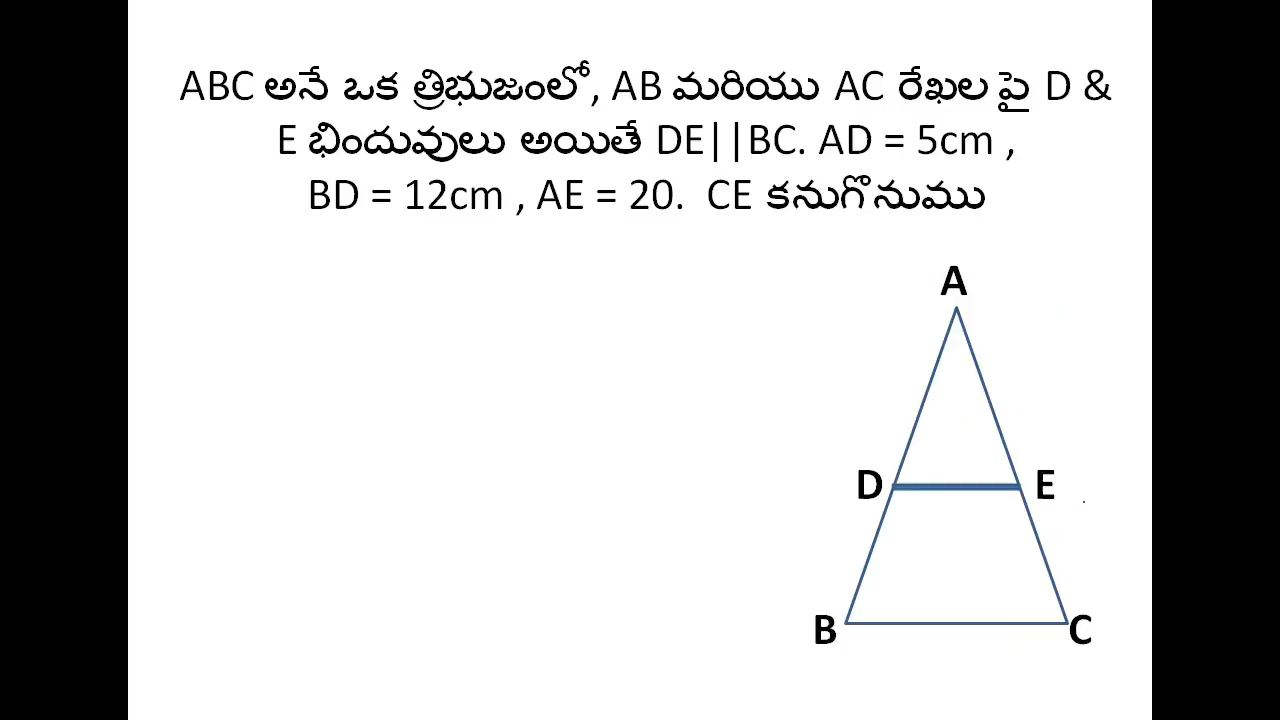 ABC అనే ఒక త్రిభుజంలో, AB మరియు AC రేఖల పై D &
E భిందువులు అయితే DE||BC. AD = 5cm ,
BD = 12cm , AE = 20. CE కనుగొనుము
A
D E
B C